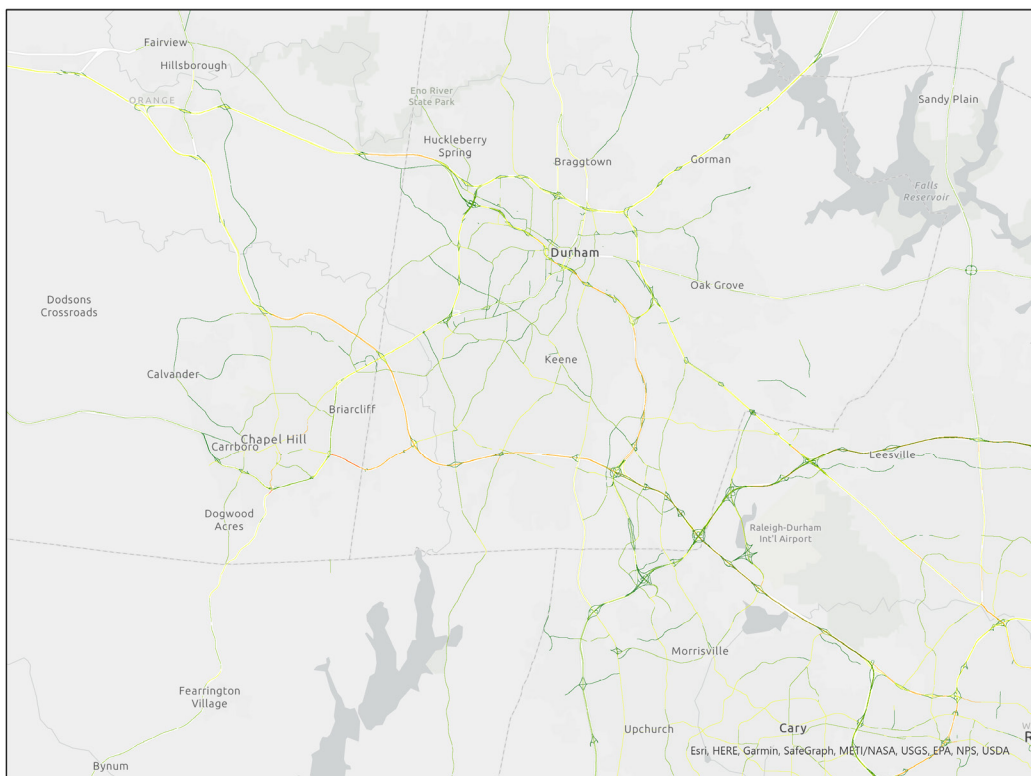 Fairview
Hillsborough
ORANGE
Eno River
State Park
Sandy Plain
Huckleberry
Spring
Braggtown
Gorman
Falls
Reservoir
Durham
Oak Grove
Dodsons
Crossroads
Keene
Calvander
Briarcliff
Chapel Hill
Carrboro
Leesville
Dogwood
Acres
Raleigh-Durham
Int'l Airport
Morrisville
Fearrington
Village
Upchurch
Cary
Esri, HERE, Garmin, SafeGraph, METI/NASA, USGS, EPA, NPS, USDA
Bynum